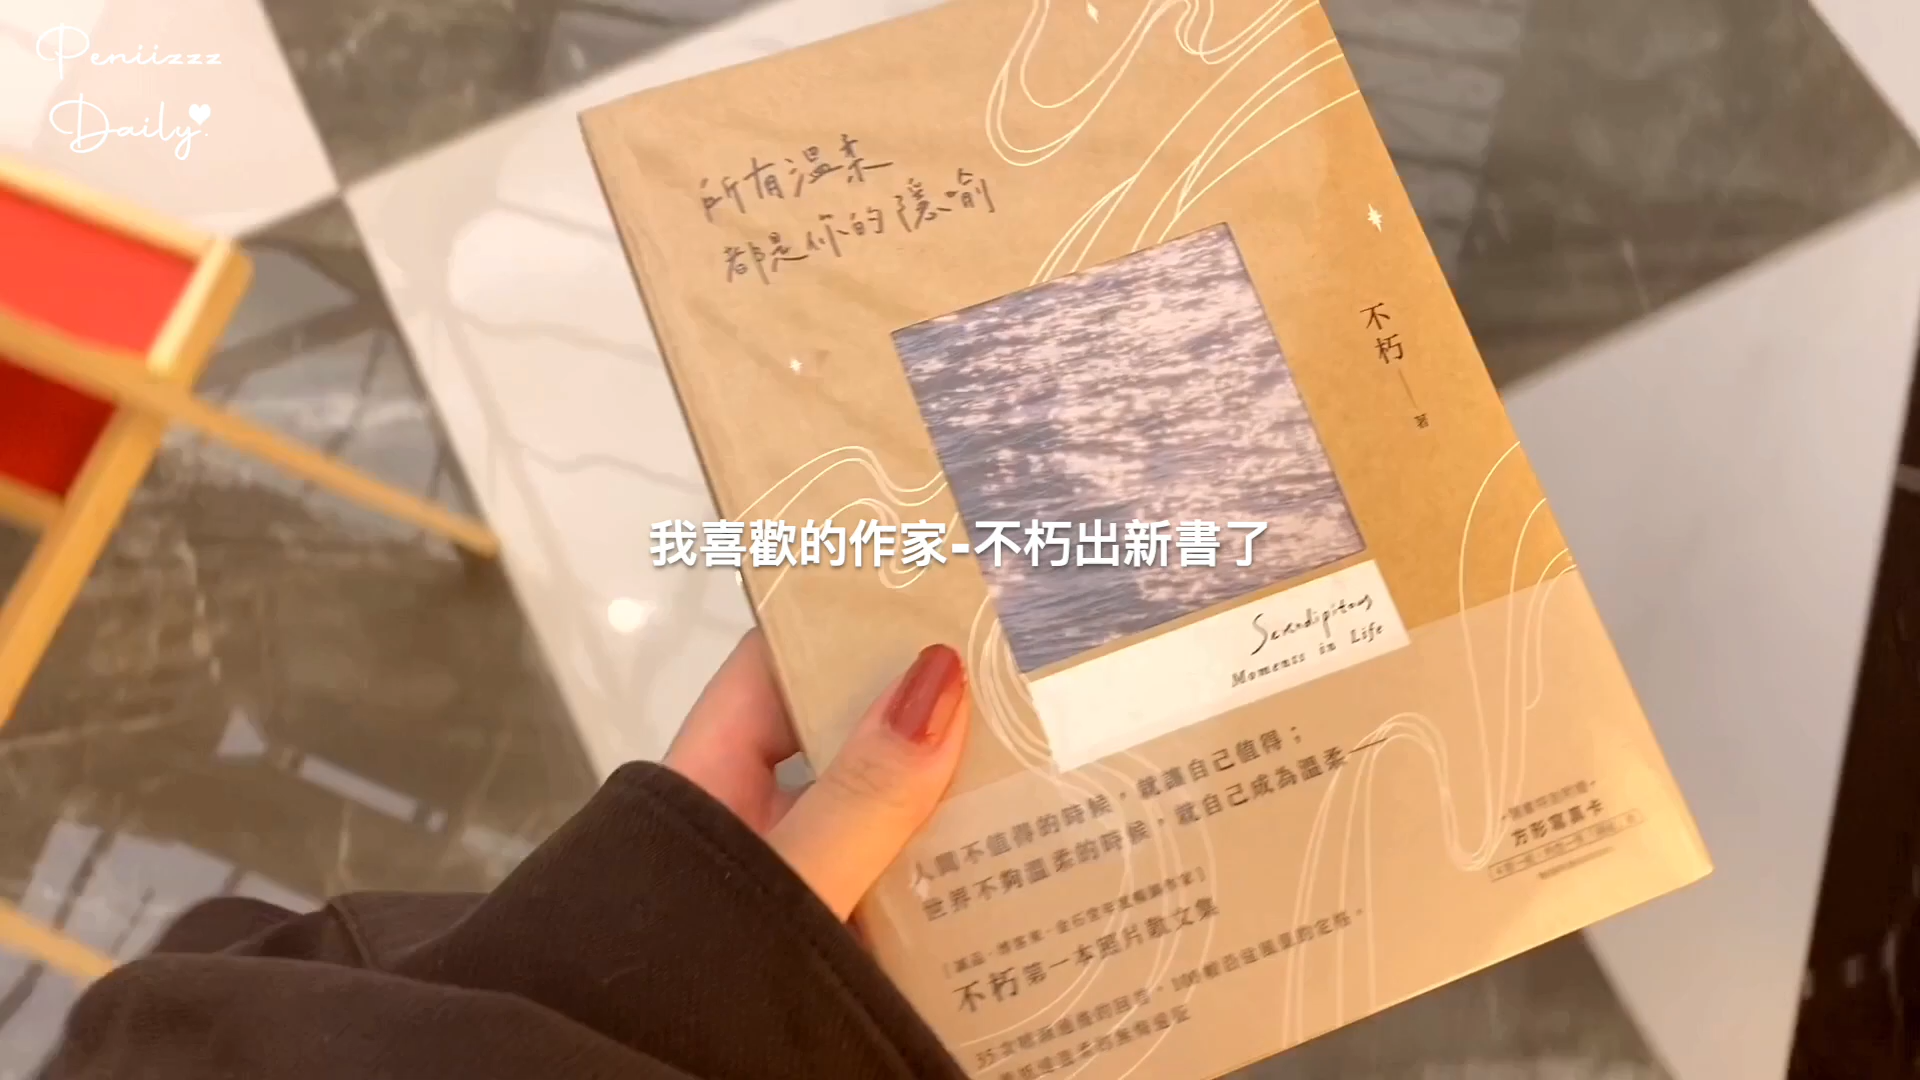 Peniizzz
Daily.
所有溫柔
都是你的隱喻
不朽
著
我喜歡的作家-不朽出新書了
Serendipitous
Moments in Life
人間不值得的時候,就讓自己值得;
世界不夠溫柔的時候,就自己成為溫柔——
方形寫真卡
不朽第一本照片散文集